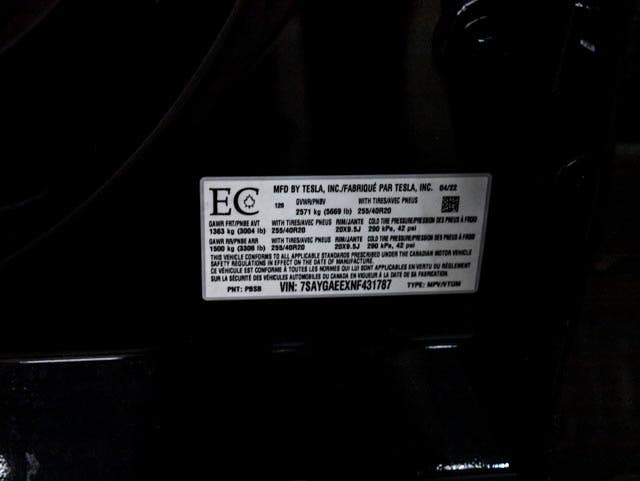 EC MFD BY TESLA, INC./FABRIQUÉ PAR TESLA, INC. 04/22
126 GVWR/PNBV WITH TIRES/AVEC PNEUS
2571 kg (5669 lb) 255/40R20
GAWR FRT/PNBE AVT WITH TIRES/AVEC PNEUS RIM/JANTE COLD TIRE PRESSURE/PRESSION DES PNEUS À FROID
1363 kg (3004 lb) 255/40R20 20X9.5J 290 kPa, 42 psi
GAWR RR/PNBE ARR WITH TIRES/AVEC PNEUS RIM/JANTE COLD TIRE PRESSURE/PRESSION DES PNEUS À FROID
1500 kg (3306 lb) 255/40R20 20X9.5J 290 kPa, 42 psi
THIS VEHICLE CONFORMS TO ALL APPLICABLE STANDARDS PRESCRIBED UNDER THE CANADIAN MOTOR VEHICLE
SAFETY REGULATIONS IN EFFECT ON THE DATE OF MANUFACTURE.
CE VÉHICULE EST CONFORME À TOUTES LES NORMES QUI LUI SONT APPLICABLES EN VERTU DU RÈGLEMENT
SUR LA SÉCURITÉ DES VÉHICULES AUTOMOBILES DU CANADA EN VIGUEUR À LA DATE DE SA FABRICATION.
PNT: PBSB VIN: 7SAYGAEEXNF431787 TYPE: MPV/VTUM